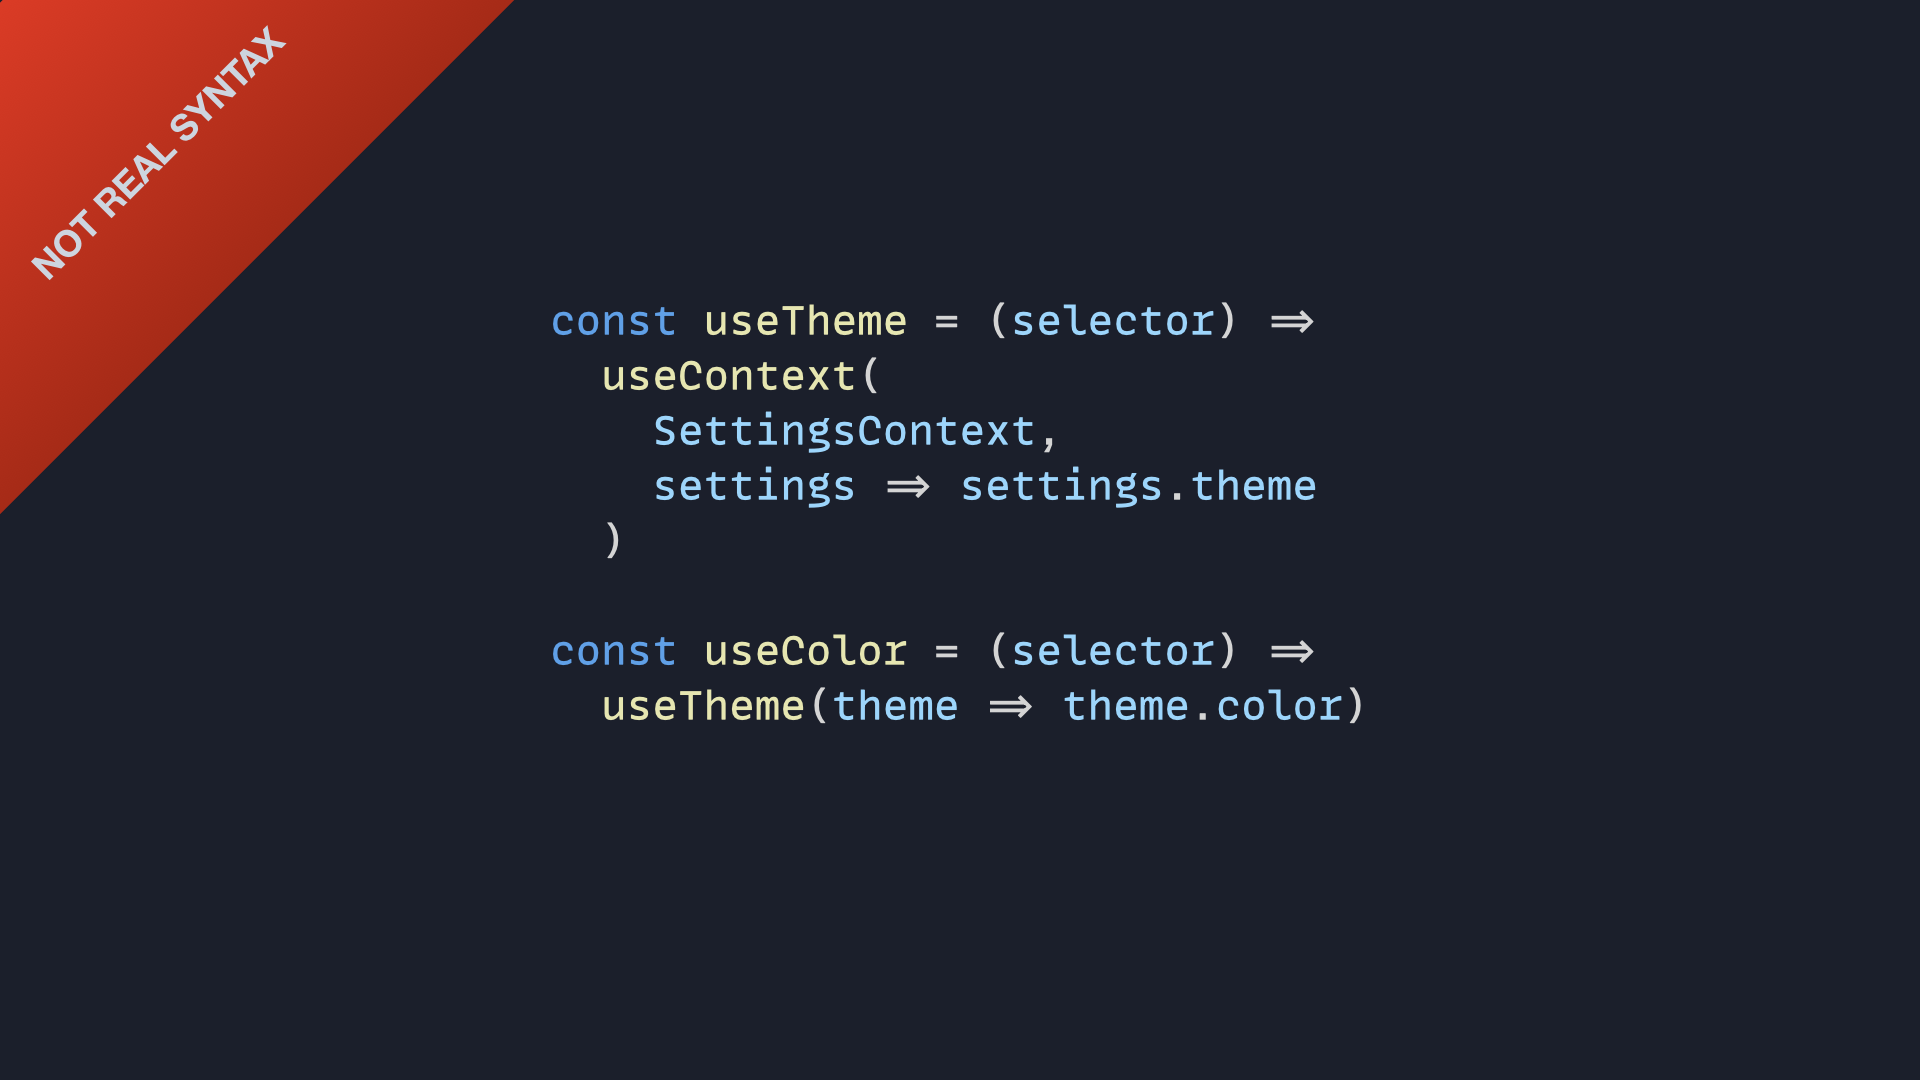 NOT REAL SYNTAX
const useTheme = (selector) =>
  useContext(
    SettingsContext,
    settings => settings.theme
  )

const useColor = (selector) =>
  useTheme(theme => theme.color)